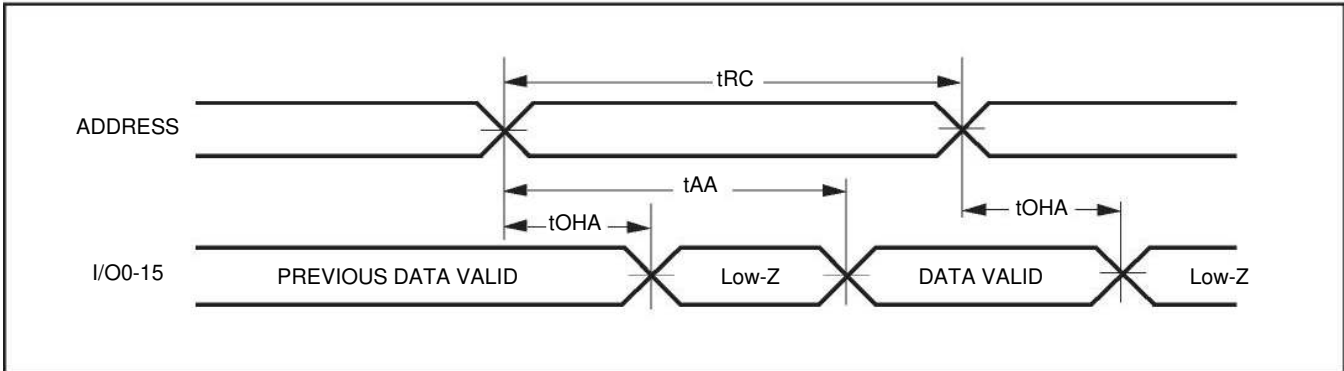 tRC
ADDRESS
tAA
tOHA
tOHA
I/O0-15
PREVIOUS DATA VALID
Low-Z
DATA VALID
Low-Z